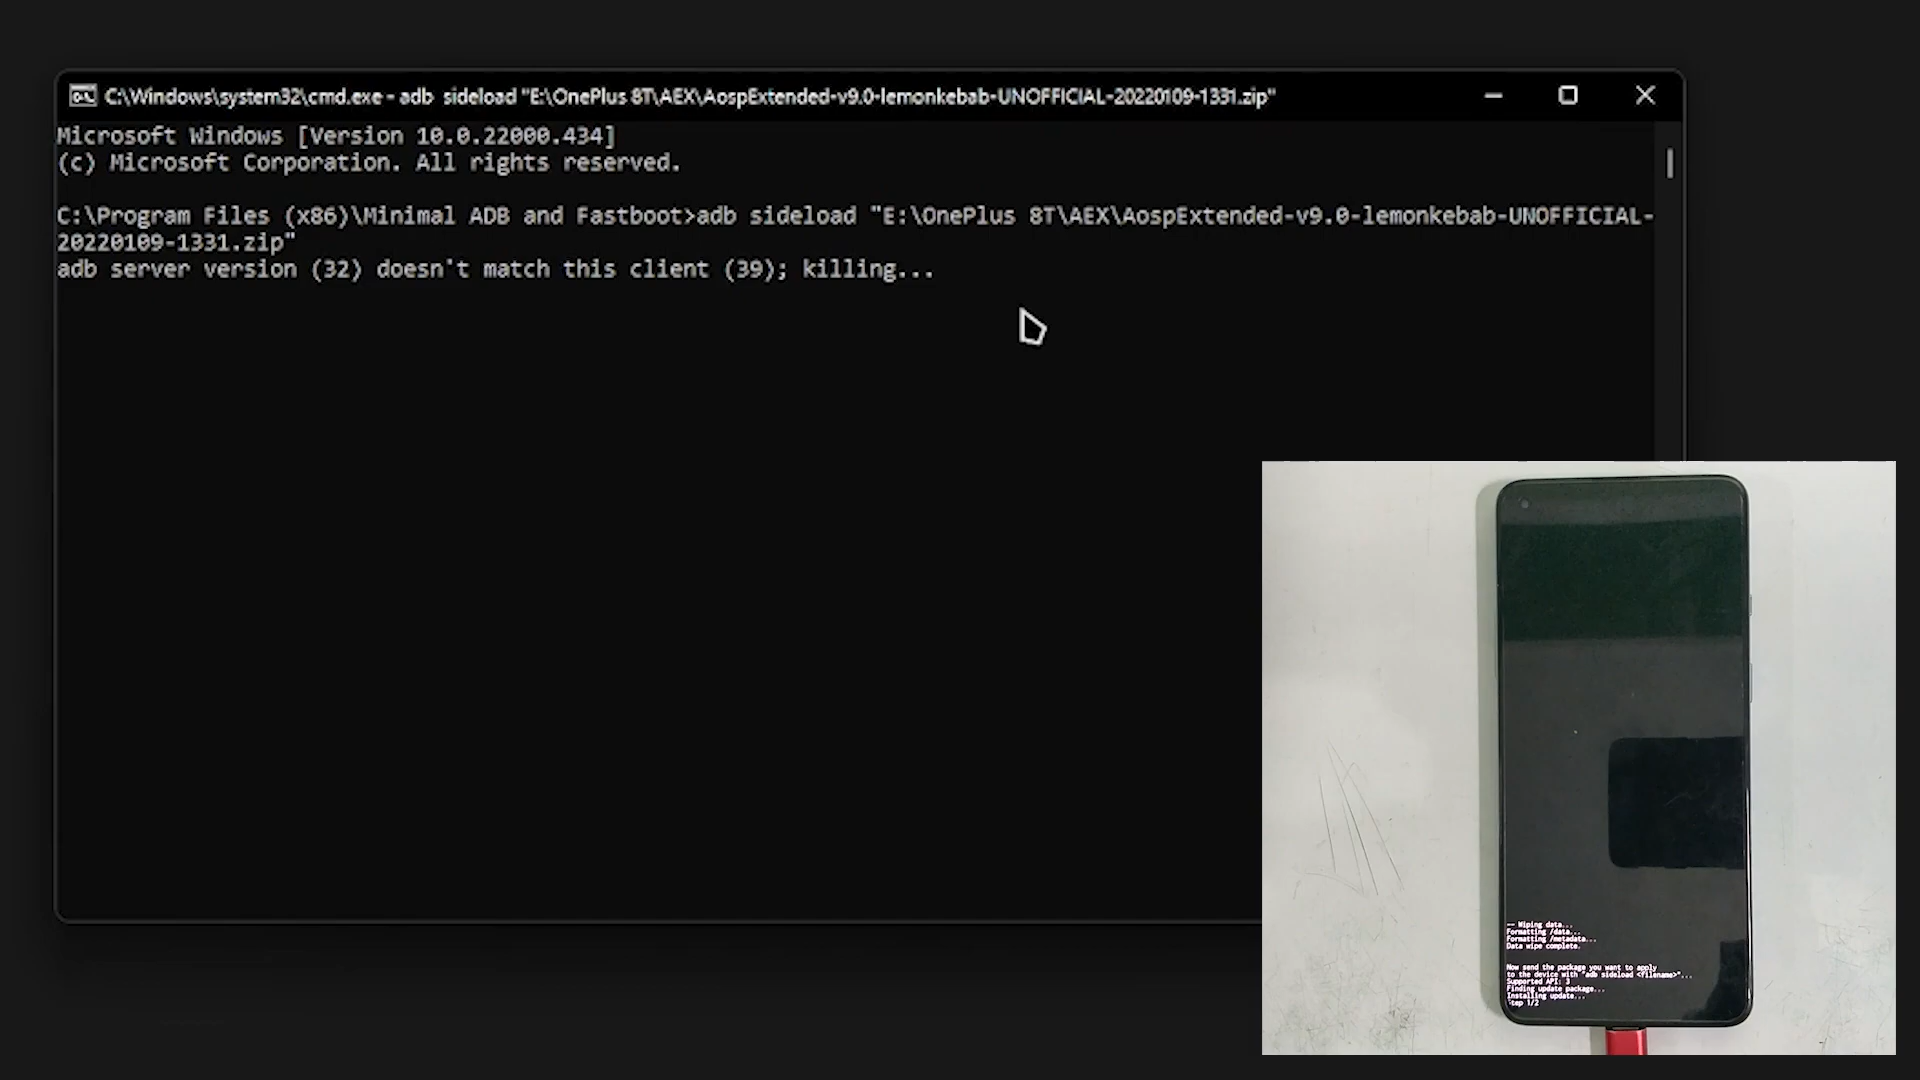 C:\Windows\system32\cmd.exe - adb  sideload "E:\OnePlus 8T\AEX\AospExtended-v9.0-lemonkebab-UNOFFICIAL-20220109-1331.zip"
Microsoft Windows [Version 10.0.22000.434]
(c) Microsoft Corporation. All rights reserved.
C:\Program Files (x86)\Minimal ADB and Fastboot>adb sideload "E:\OnePlus 8T\AEX\AospExtended-v9.0-lemonkebab-UNOFFICIAL-
20220109-1331.zip"
adb server version (32) doesn't match this client (39); killing...
-- Wiping data...
Formatting /data...
Formatting /metadata...
Data wipe complete.
Now send the package you want to apply
to the device with "adb sideload <filename>"...
Supported API: 3
Finding update package...
Installing update...
Step 1/2